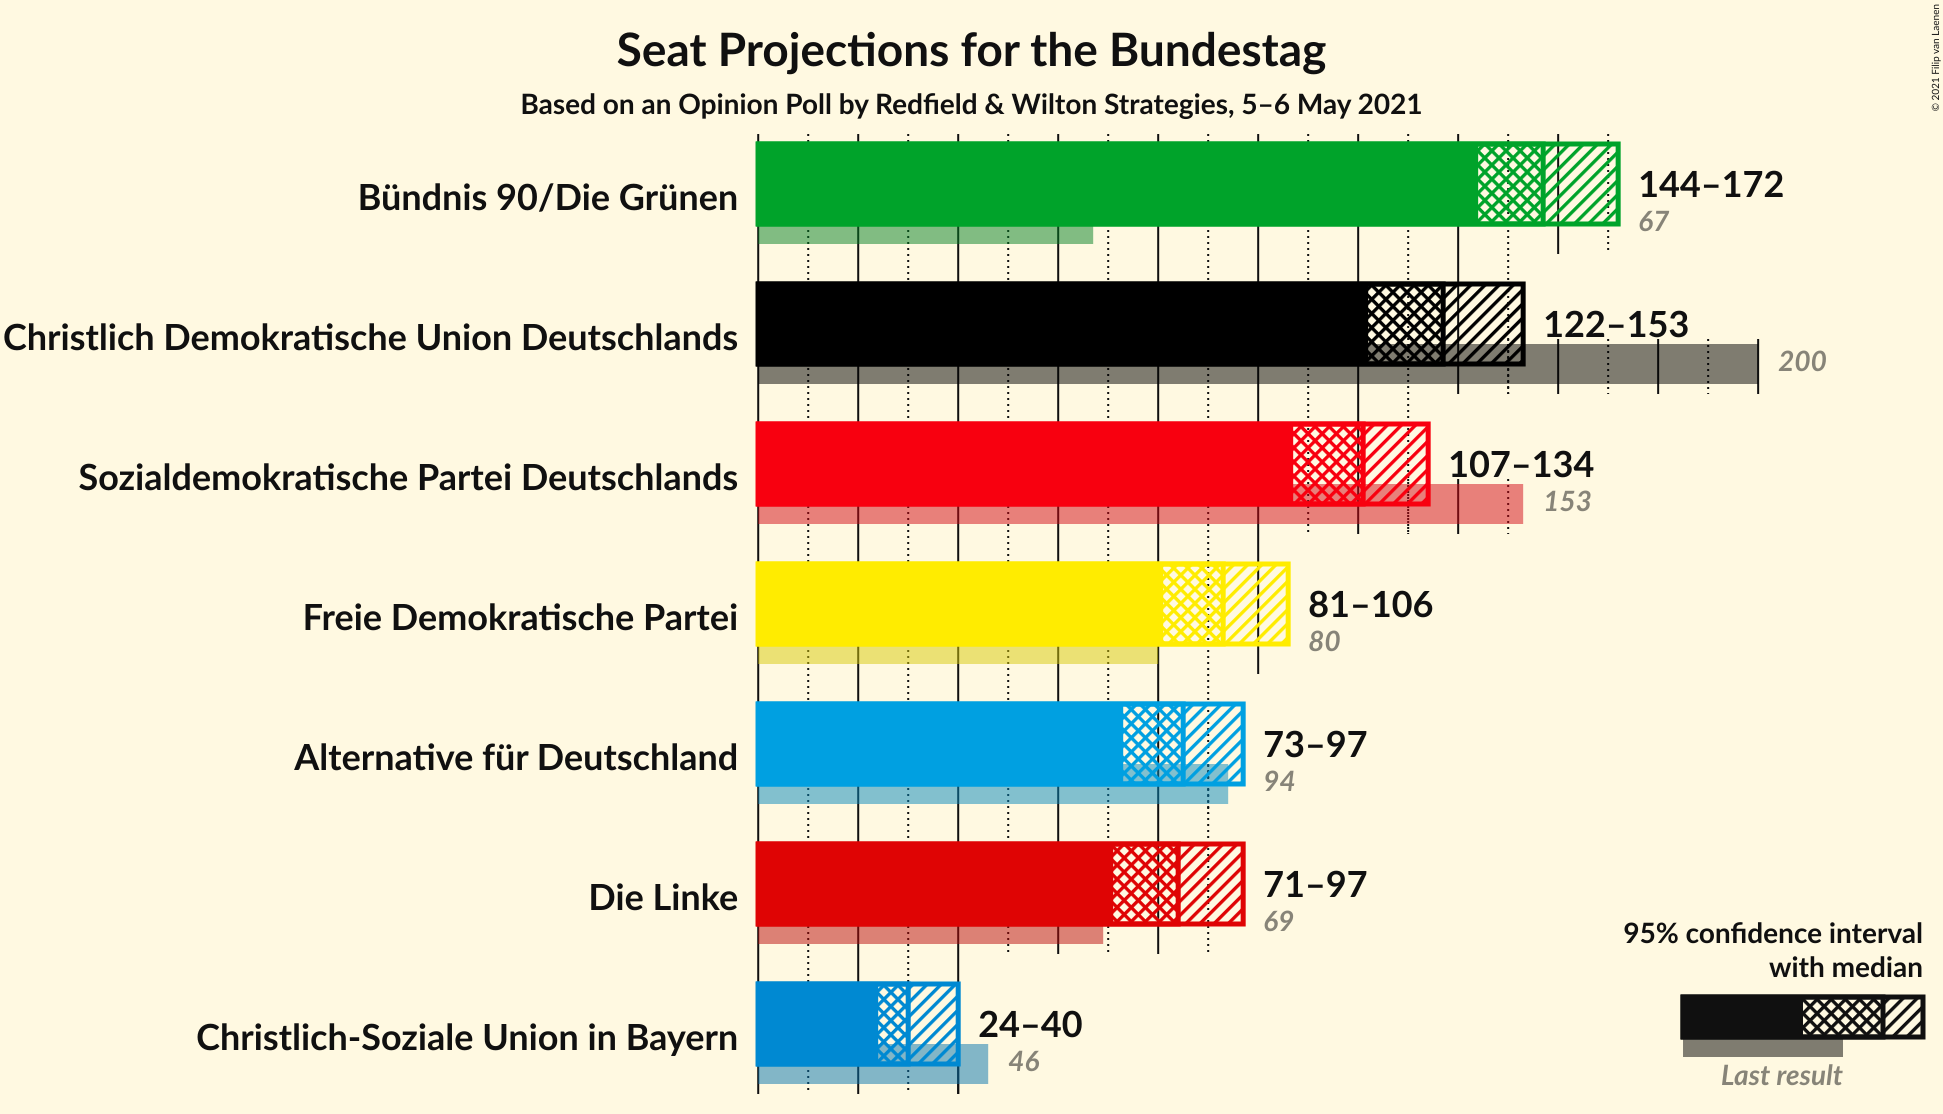 Seat Projections for the Bundestag
Based on an Opinion Poll by Redfield & Wilton Strategies, 5–6 May 2021
© 2021 Filip van Laenen
Bündnis 90/Die Grünen
144–172
67
Christlich Demokratische Union Deutschlands
122–153
200
Sozialdemokratische Partei Deutschlands
107–134
153
Freie Demokratische Partei
81–106
80
Alternative für Deutschland
73–97
94
Die Linke
71–97
69
Christlich-Soziale Union in Bayern
24–40
46
95% confidence interval
with median
Last result